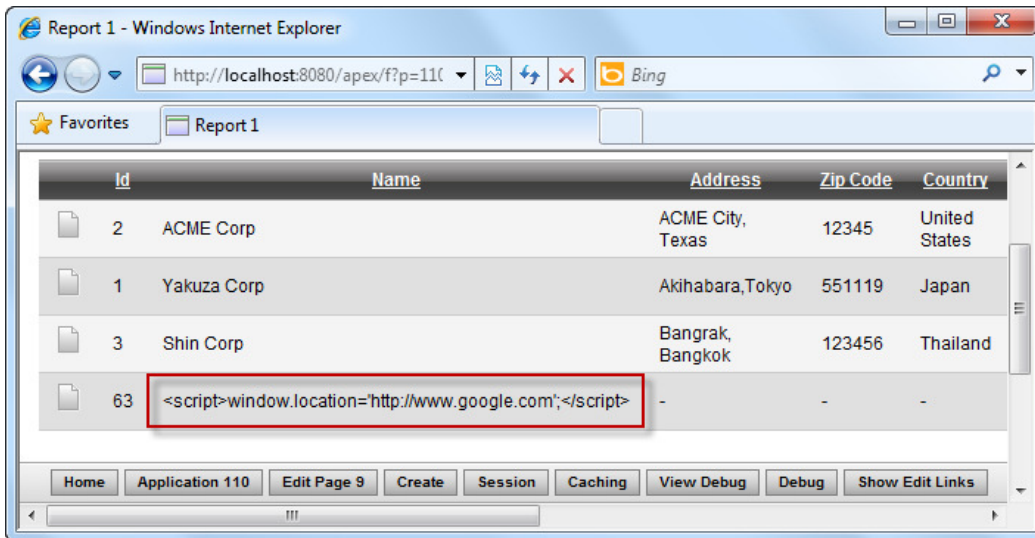 Report 1 - Windows Internet Explorer
http://localhost:8080/apex/f?p=11( Bing
Favorites Report 1
Id Name Address Zip Code Country
2 ACME Corp ACME City, Texas 12345 United States
1 Yakuza Corp Akihabara,Tokyo 551119 Japan
3 Shin Corp Bangrak, Bangkok 123456 Thailand
63 <script>window.location='http://www.google.com';</script> - - -
Home Application 110 Edit Page 9 Create Session Caching View Debug Debug Show Edit Links